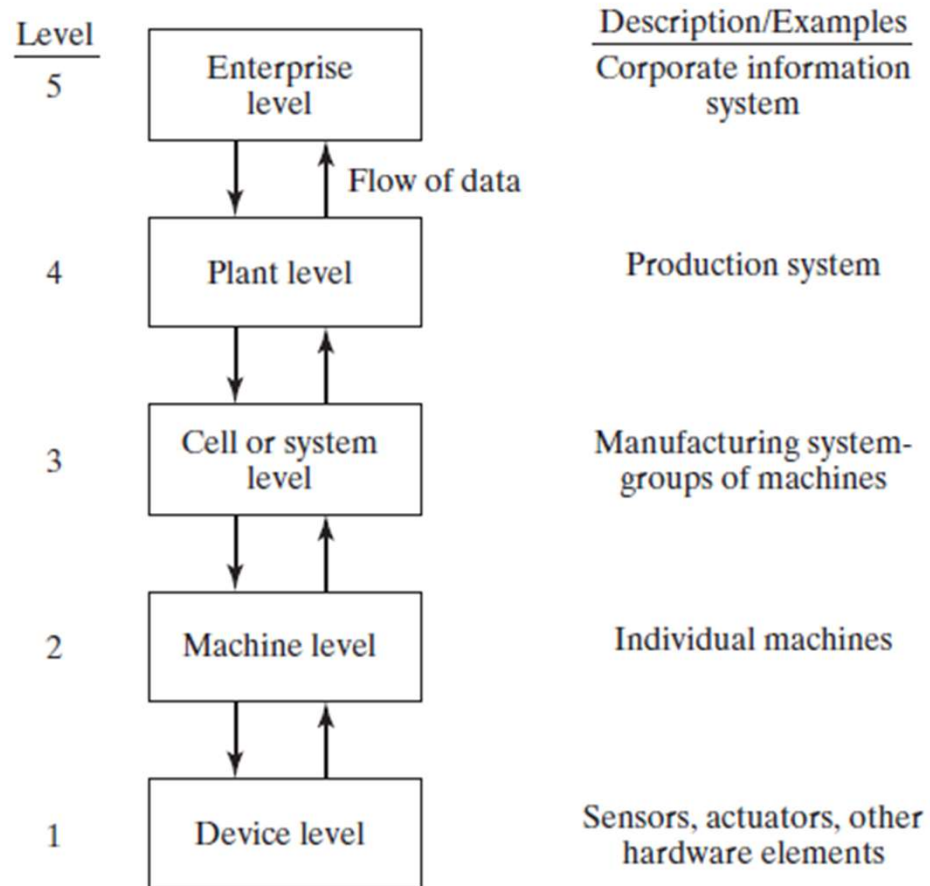 Level
Description/Examples
5
Enterprise
level
Corporate information
system
Flow of data
4
Plant level
Production system
3
Cell or system
level
Manufacturing system-
groups of machines
2
Machine level
Individual machines
1
Device level
Sensors, actuators, other
hardware elements